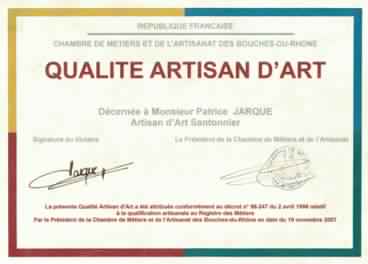 REPUBLIQUE FRANCAISE
CHAMBRE DE METIERS ET DE L'ARTISANAT DES BOUCHES-DU-RHÔNE
QUALITE ARTISAN D'ART
Décernée à Monsieur Patrice JARQUE
Artisan d'Art Santonnier
Signature du titulaire Le Président de la Chambre de Métiers et de l'Artisanat
Jarque
La présente Qualité Artisan d'Art a été attribuée conformément au décret n° 98-247 du 2 avril 1998 relatif
à la qualification artisanale au Registre des Métiers
Par le Président de la Chambre de Métiers et de l'Artisanat des Bouches-du-Rhône en date du 19 novembre 2007